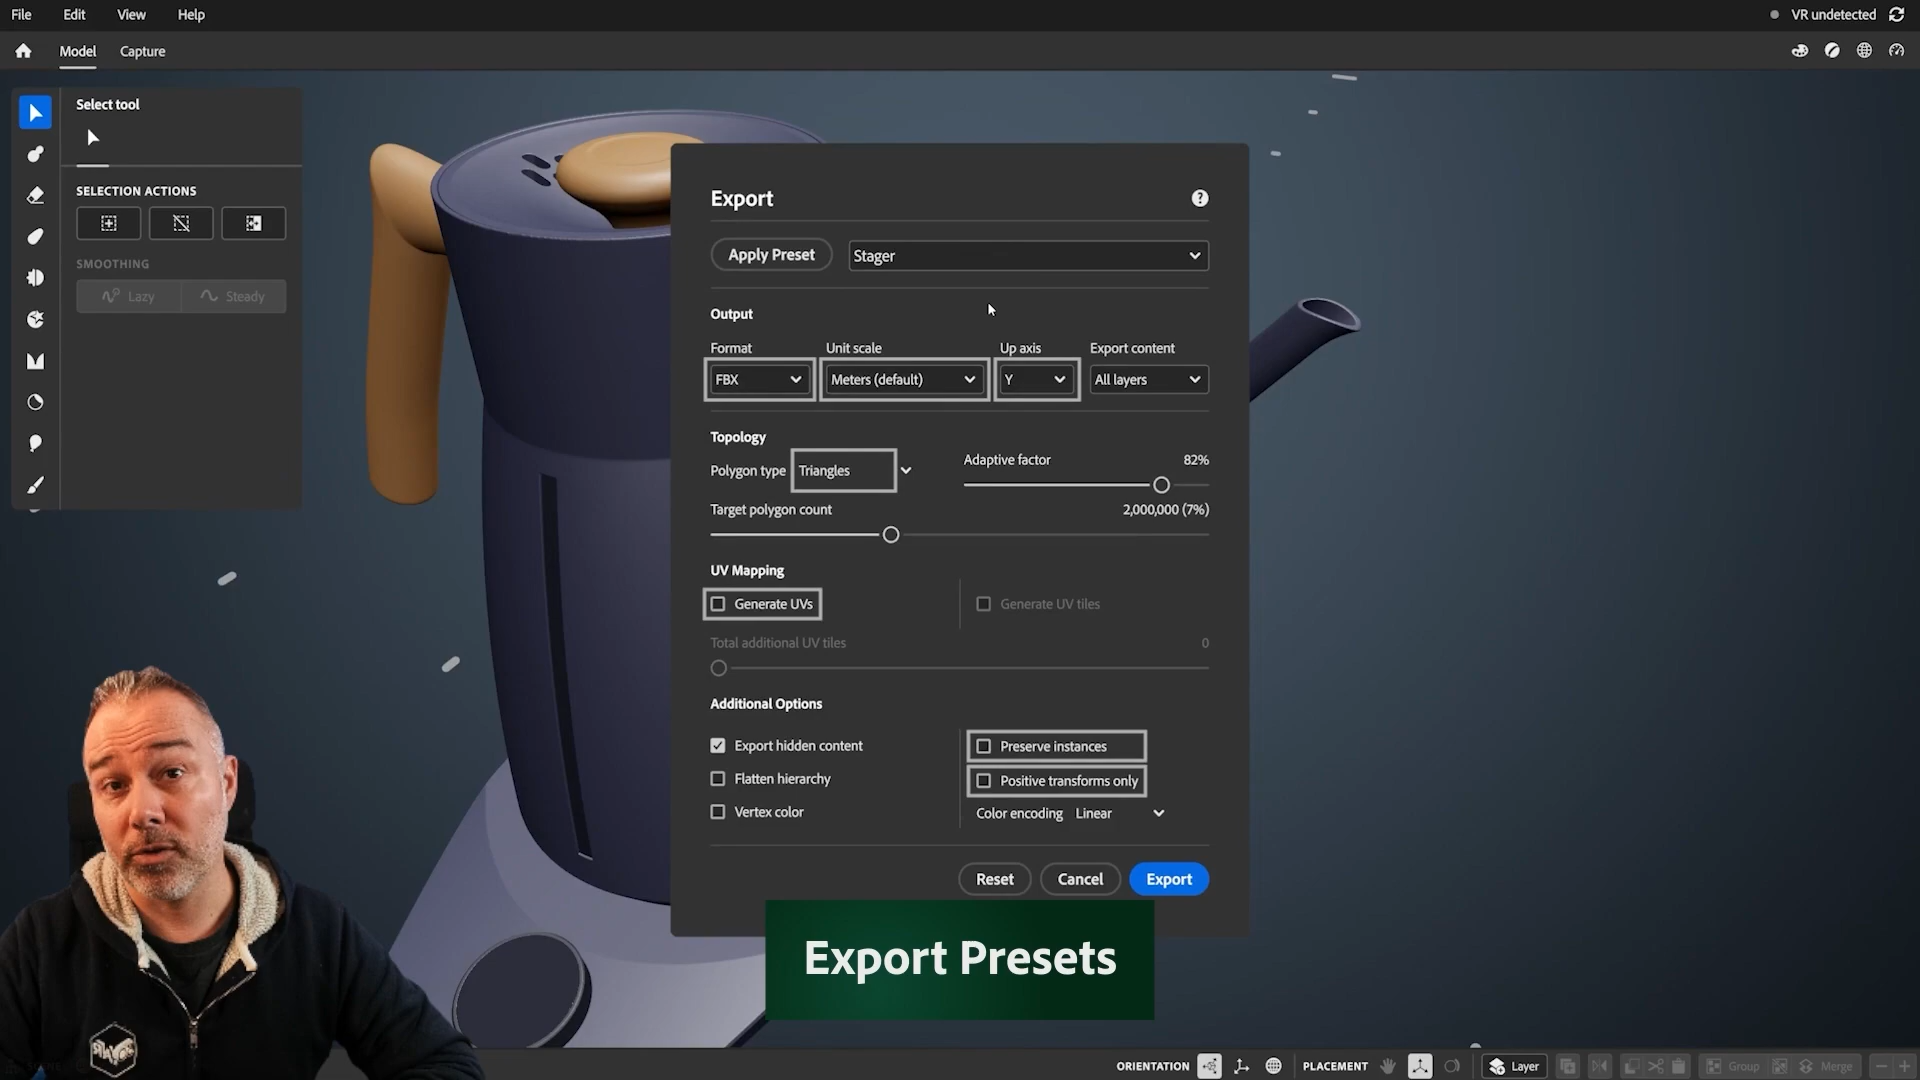 File Edit View Help
VR undetected
Model Capture
Select tool
SELECTION ACTIONS
SMOOTHING
Lazy Steady
Export
Apply Preset Stager
Output
Format Unit scale Up axis Export content
FBX Meters (default) Y All layers
Topology
Polygon type Triangles
Adaptive factor 82%
Target polygon count 2,000,000 (7%)
UV Mapping
Generate UVs Generate UV tiles
Total additional UV tiles 0
Additional Options
Export hidden content Preserve instances
Flatten hierarchy Positive transforms only
Vertex color Color encoding Linear
Reset Cancel Export
Export Presets
ORIENTATION PLACEMENT Layer Group Merge